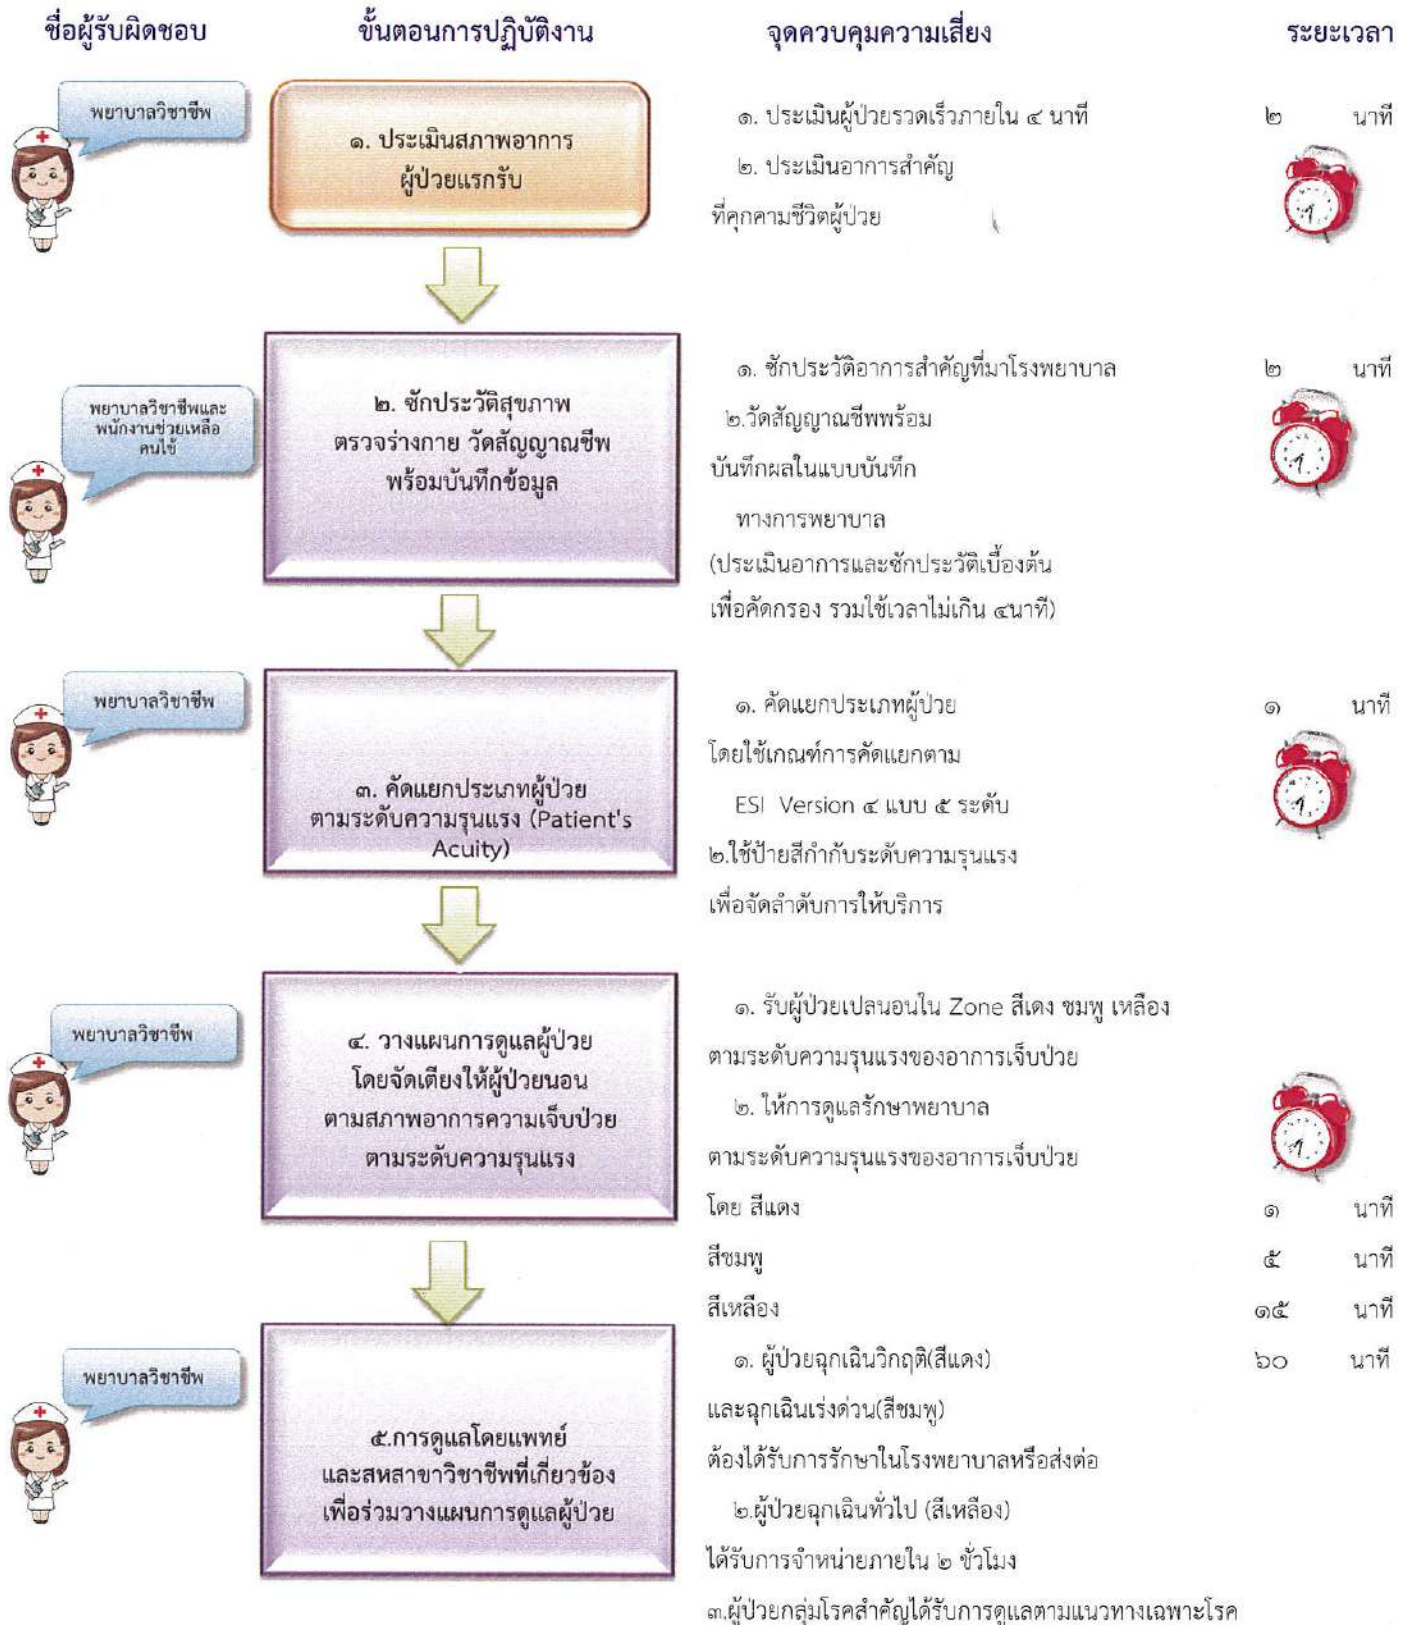 ชื่อผู้รับผิดชอบ
ขั้นตอนการปฏิบัติงาน
จุดควบคุมความเสี่ยง
ระยะเวลา
พยาบาลวิชาชีพ
๑. ประเมินสภาพอาการ
ผู้ป่วยแรกรับ
๑. ประเมินผู้ป่วยรวดเร็วภายใน ๔ นาที
๒ นาที
๒. ประเมินอาการสำคัญ
ที่คุกคามชีวิตผู้ป่วย
พยาบาลวิชาชีพและ
พนักงานช่วยเหลือ
คนไข้
๒. ซักประวัติสุขภาพ
ตรวจร่างกาย วัดสัญญาณชีพ
พร้อมบันทึกข้อมูล
๑. ซักประวัติอาการสำคัญที่มาโรงพยาบาล
๒ นาที
๒.วัดสัญญาณชีพพร้อม
บันทึกผลในแบบบันทึก
ทางการพยาบาล
(ประเมินอาการและซักประวัติเบื้องต้น
เพื่อคัดกรอง รวมใช้เวลาไม่เกิน ๔นาที)
พยาบาลวิชาชีพ
๓. คัดแยกประเภทผู้ป่วย
ตามระดับความรุนแรง (Patient's
Acuity)
๑. คัดแยกประเภทผู้ป่วย
๑ นาที
โดยใช้เกณฑ์การคัดแยกตาม
ESI Version ๔ แบบ ๕ ระดับ
๒.ใช้ป้ายสีกำกับระดับความรุนแรง
เพื่อจัดลำดับการให้บริการ
พยาบาลวิชาชีพ
๔. วางแผนการดูแลผู้ป่วย
โดยจัดเตียงให้ผู้ป่วยนอน
ตามสภาพอาการความเจ็บป่วย
ตามระดับความรุนแรง
๑. รับผู้ป่วยเปลนอนใน Zone สีแดง ชมพู เหลือง
ตามระดับความรุนแรงของอาการเจ็บป่วย
๒. ให้การดูแลรักษาพยาบาล
ตามระดับความรุนแรงของอาการเจ็บป่วย
โดย สีแดง ๑ นาที
สีชมพู ๕ นาที
สีเหลือง ๑๕ นาที
พยาบาลวิชาชีพ
๕.การดูแลโดยแพทย์
และสหสาขาวิชาชีพที่เกี่ยวข้อง
เพื่อร่วมวางแผนการดูแลผู้ป่วย
๑. ผู้ป่วยฉุกเฉินวิกฤติ(สีแดง)
๖๐ นาที
และฉุกเฉินเร่งด่วน(สีชมพู)
ต้องได้รับการรักษาในโรงพยาบาลหรือส่งต่อ
๒.ผู้ป่วยฉุกเฉินทั่วไป (สีเหลือง)
ได้รับการจำหน่ายภายใน ๒ ชั่วโมง
๓.ผู้ป่วยกลุ่มโรคสำคัญได้รับการดูแลตามแนวทางเฉพาะโรค